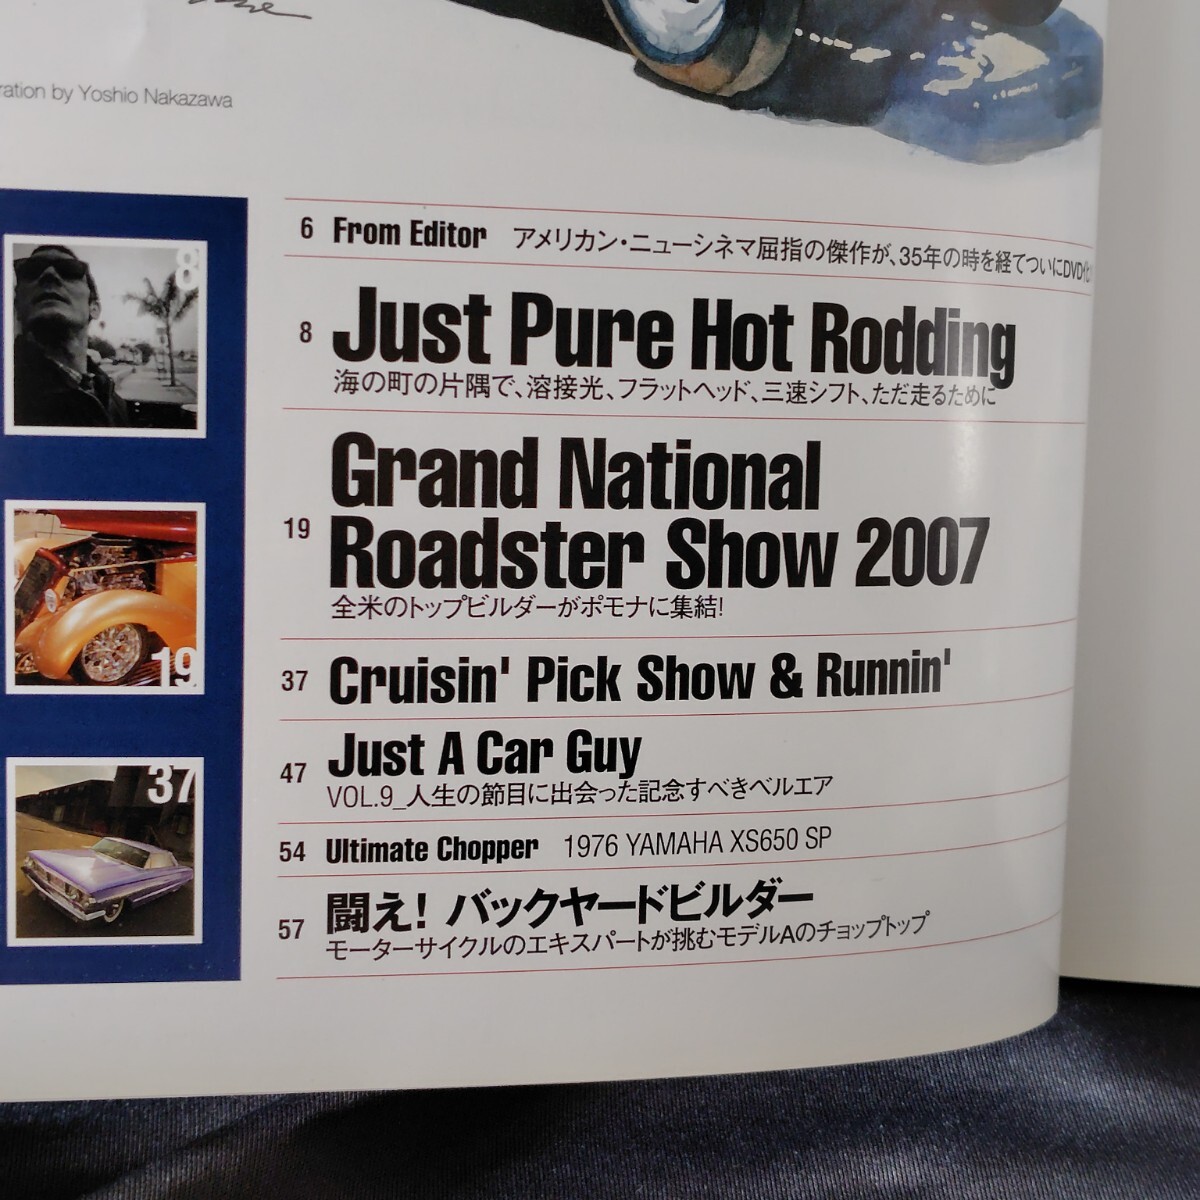 ration by Yoshio Nakazawa
6 From Editor アメリカン・ニューシネマ屈指の傑作が、35年の時を経てついにDVD化
8 Just Pure Hot Rodding
海の町の片隅で、溶接光、フラットヘッド、三速シフト、ただ走るために
19 Grand National
Roadster Show 2007
全米のトップビルダーがポモナに集結!
37 Cruisin' Pick Show & Runnin'
47 Just A Car Guy
VOL.9_人生の節目に出会った記念すべきベルエア
54 Ultimate Chopper 1976 YAMAHA XS650 SP
57 闘え! バックヤードビルダー
モーターサイクルのエキスパートが挑むモデルAのチョップトップ
8
19
37